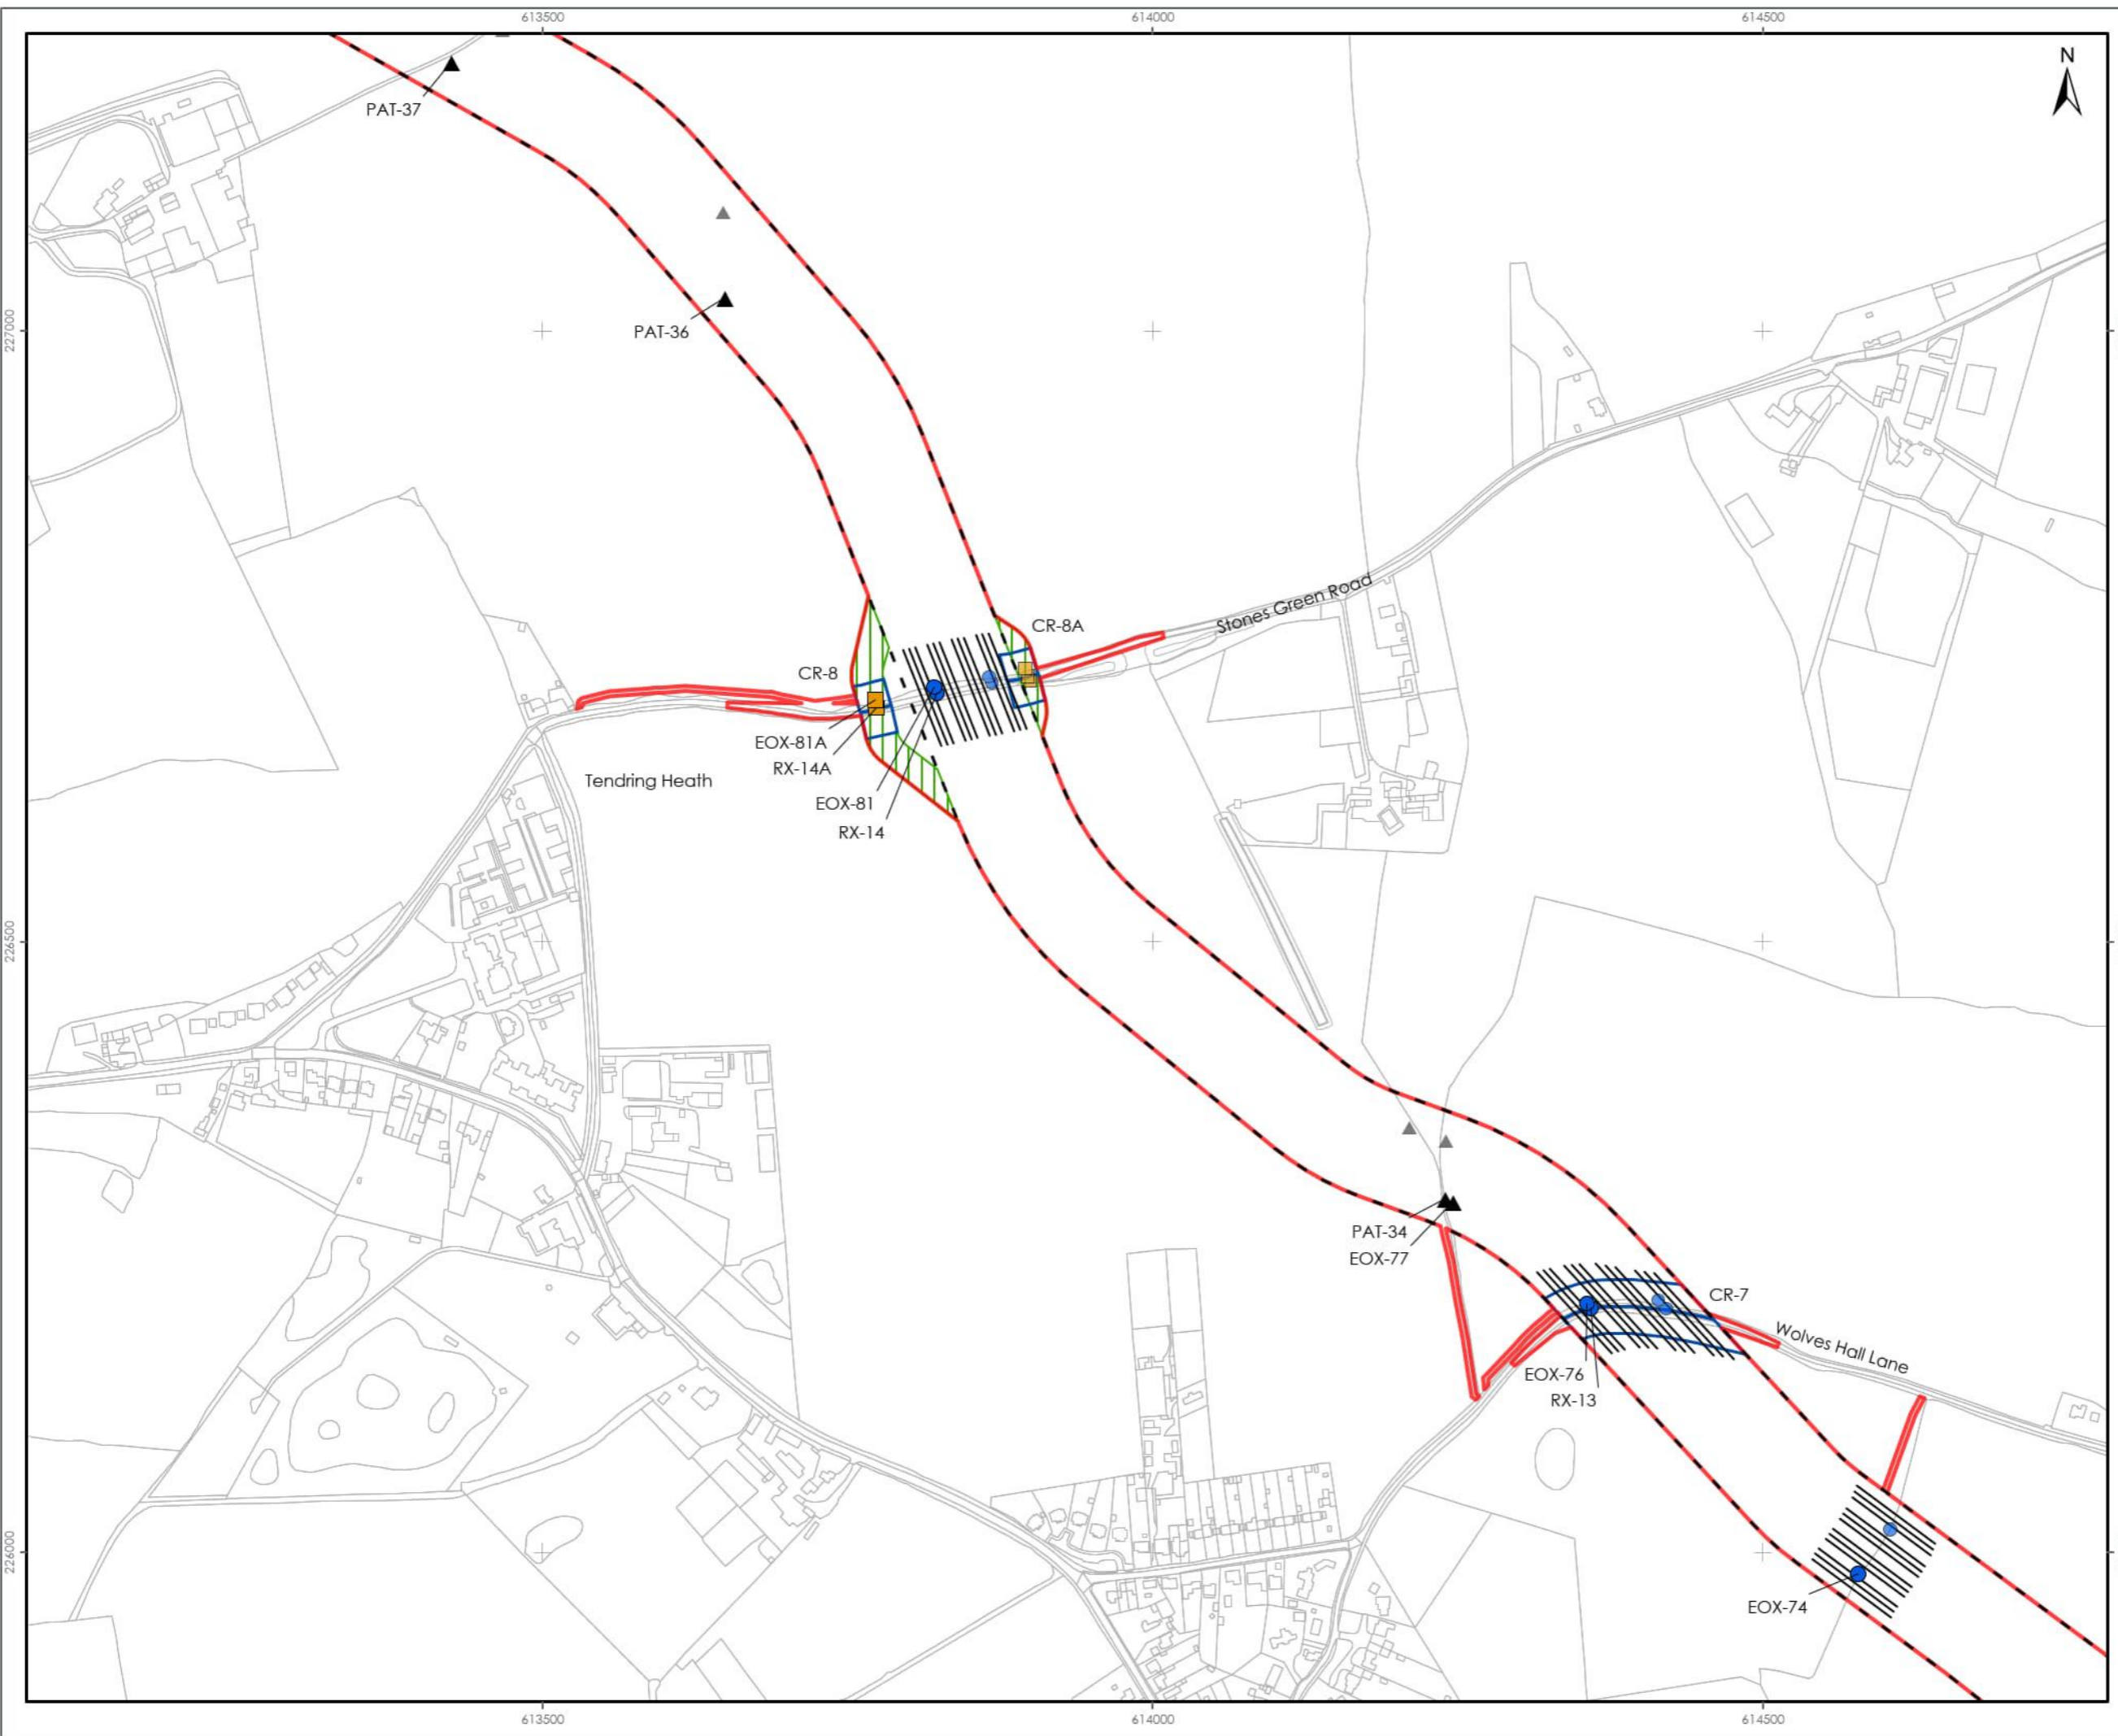 613500
614000
614500
N
PAT-37
227000
PAT-36
Stones Green Road
CR-8A
CR-8
EOX-81A
RX-14A
Tendring Heath
EOX-81
RX-14
226500
PAT-34
EOX-77
CR-7
Wolves Hall Lane
EOX-76
RX-13
226000
EOX-74
613500
614000
614500